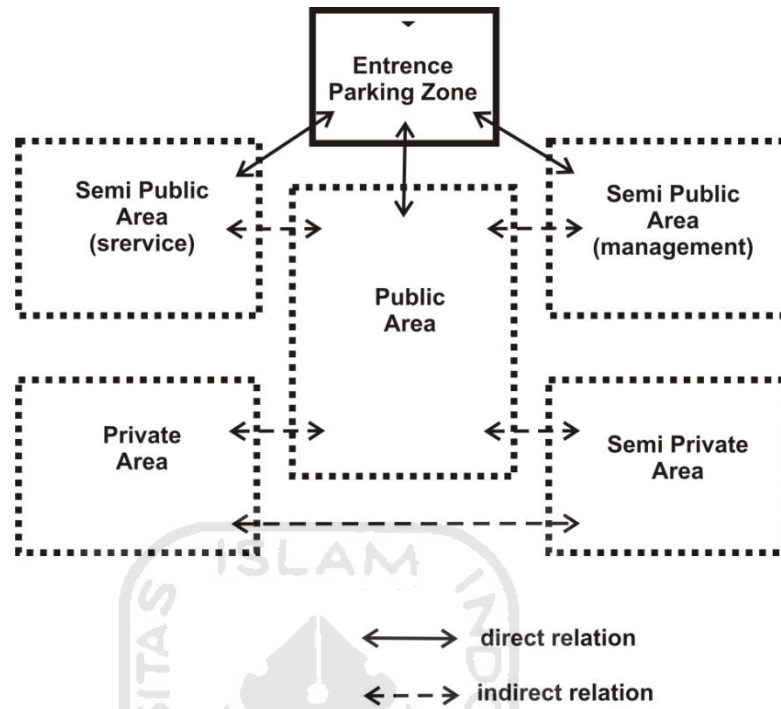 Entrence
Parking Zone
Semi Public
Area
(srervice)
Semi Public
Area
(management)
Public
Area
Private
Area
Semi Private
Area
ISLAM
direct relation
indirect relation